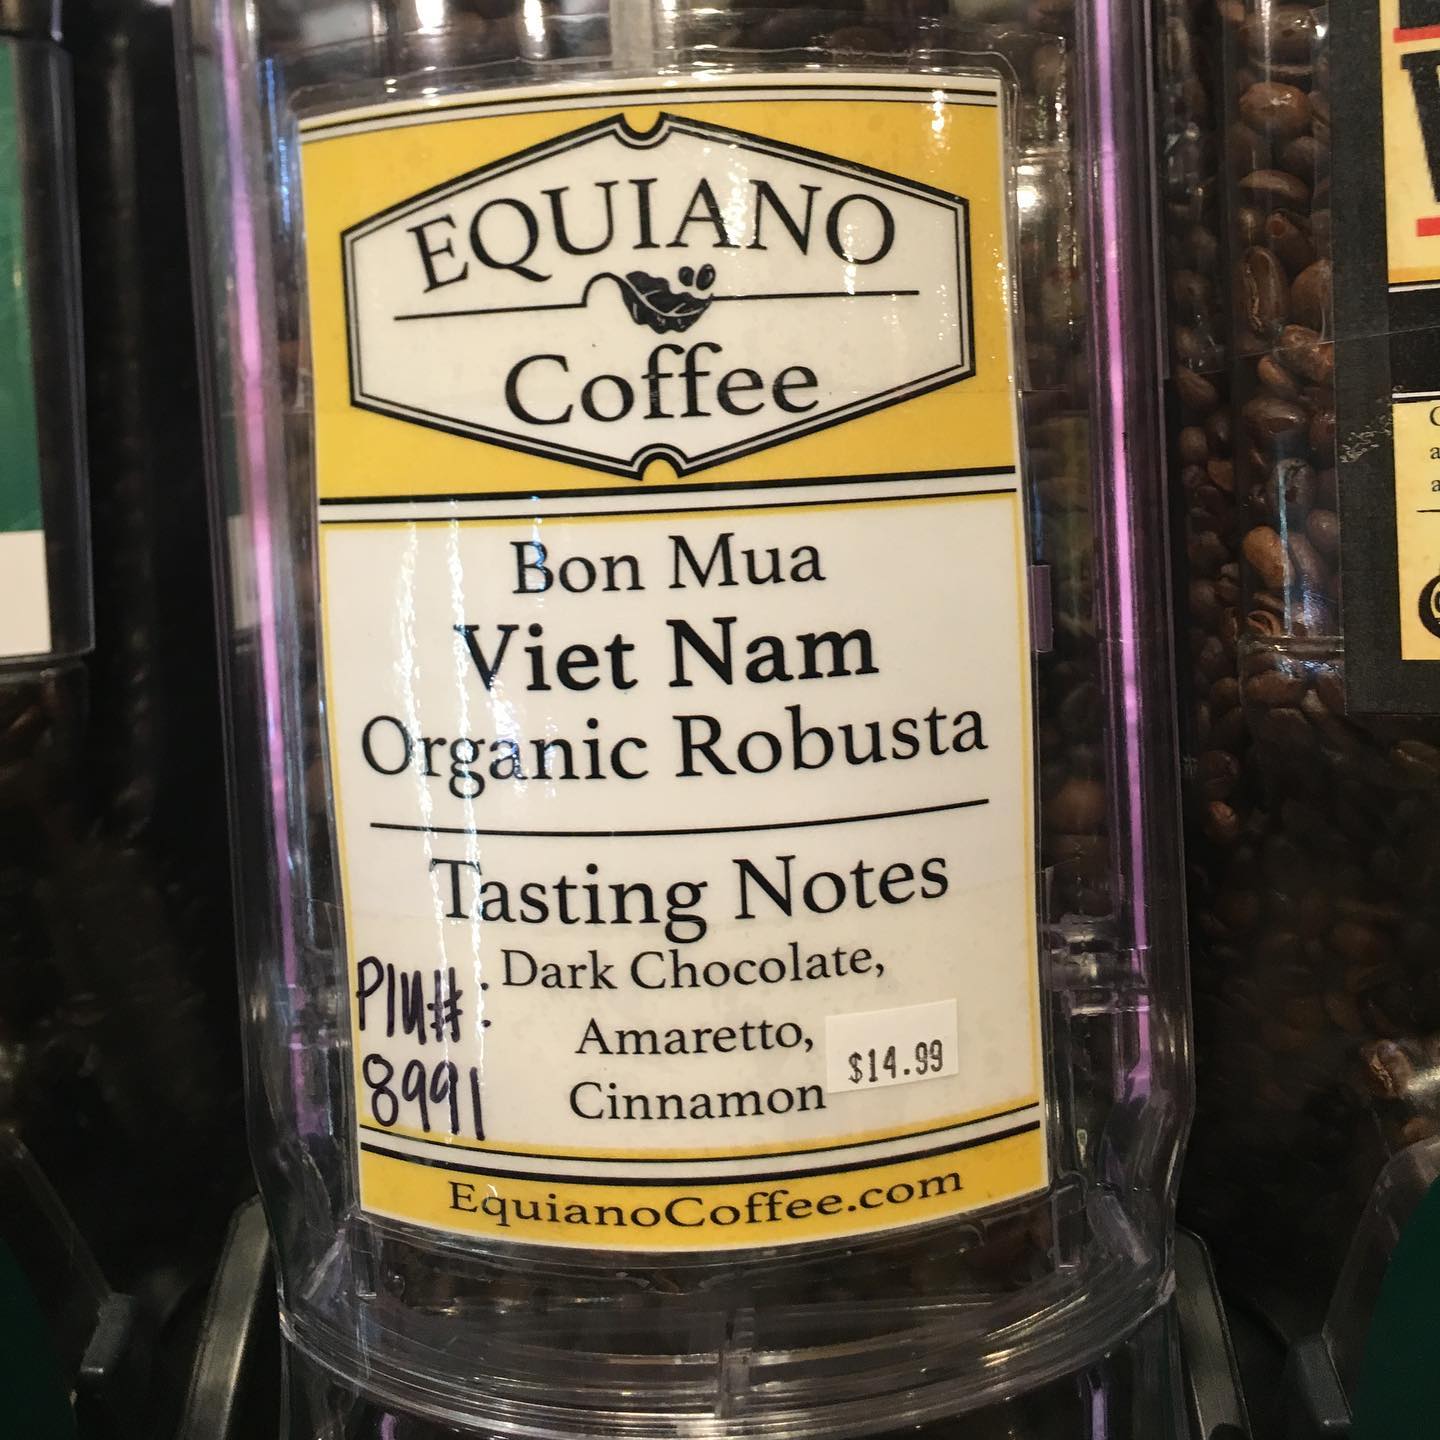 EQUIANO
Coffee
Bon Mua
Viet Nam
Organic Robusta
Tasting Notes
Dark Chocolate,
Amaretto,
Cinnamon
Plu#:
8991
$14.99
EquianoCoffee.com